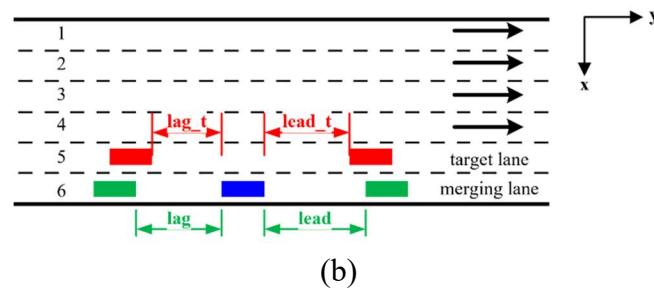 1
y
2
3
x
4
lag_t
lead_t
5
target lane
6
merging lane
lag
lead
(b)